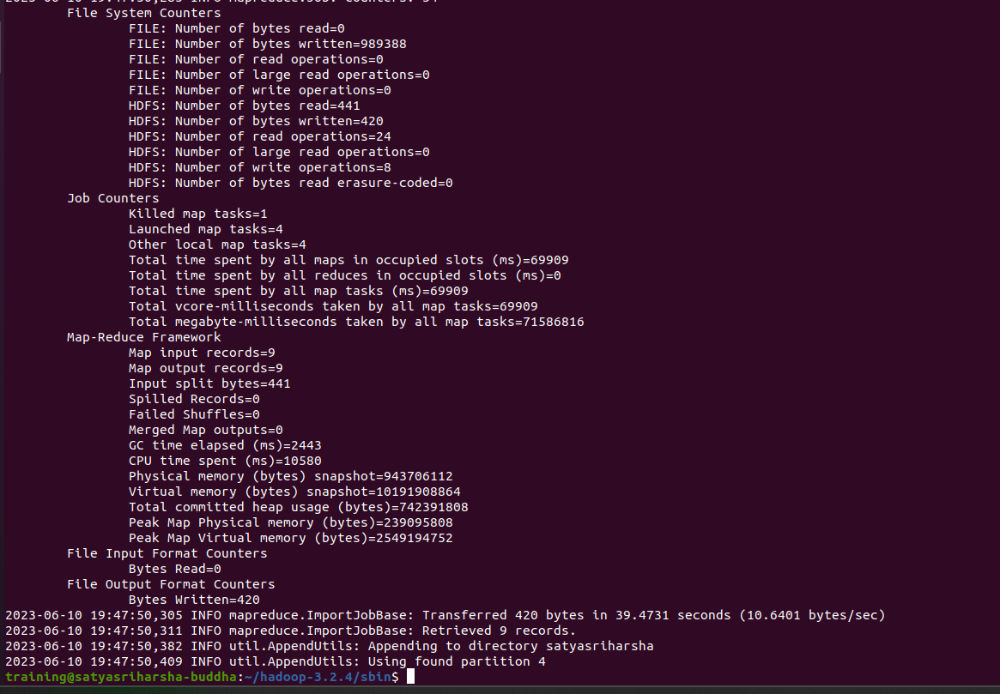 File System Counters
FILE: Number of bytes read=0
FILE: Number of bytes written=989388
FILE: Number of read operations=0
FILE: Number of large read operations=0
FILE: Number of write operations=0
HDFS: Number of bytes read=441
HDFS: Number of bytes written=420
HDFS: Number of read operations=24
HDFS: Number of large read operations=0
HDFS: Number of write operations=8
HDFS: Number of bytes read erasure-coded=0
Job Counters
Killed map tasks=1
Launched map tasks=4
Other local map tasks=4
Total time spent by all maps in occupied slots (ms)=69909
Total time spent by all reduces in occupied slots (ms)=0
Total time spent by all map tasks (ms)=69909
Total vcore-milliseconds taken by all map tasks=69909
Total megabyte-milliseconds taken by all map tasks=71586816
Map-Reduce Framework
Map input records=9
Map output records=9
Input split bytes=441
Spilled Records=0
Failed Shuffles=0
Merged Map outputs=0
GC time elapsed (ms)=2443
CPU time spent (ms)=10580
Physical memory (bytes) snapshot=943706112
Virtual memory (bytes) snapshot=10191908864
Total committed heap usage (bytes)=742391808
Peak Map Physical memory (bytes)=239095808
Peak Map Virtual memory (bytes)=2549194752
File Input Format Counters
Bytes Read=0
File Output Format Counters
Bytes Written=420
2023-06-10 19:47:50,305 INFO mapreduce.ImportJobBase: Transferred 420 bytes in 39.4731 seconds (10.6401 bytes/sec)
2023-06-10 19:47:50,311 INFO mapreduce.ImportJobBase: Retrieved 9 records.
2023-06-10 19:47:50,382 INFO util.AppendUtils: Appending to directory satyasriharsha
2023-06-10 19:47:50,409 INFO util.AppendUtils: Using found partition 4
training@satyasriharsha-buddha:~/hadoop-3.2.4/sbin$